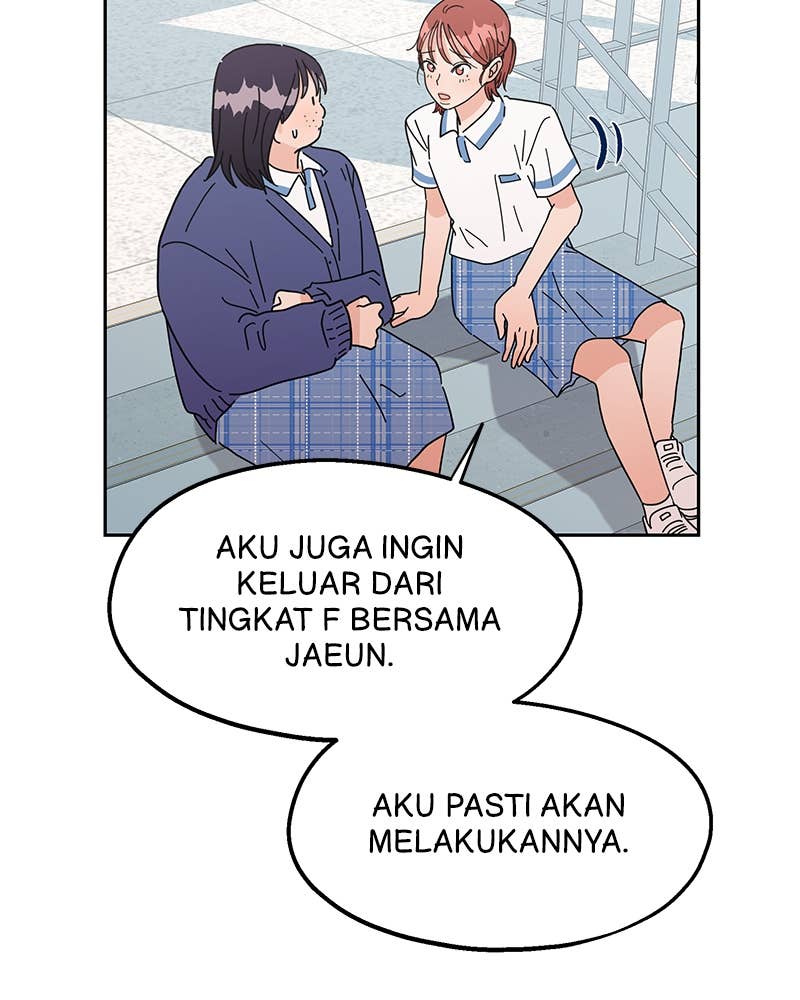 AKU JUGA INGIN
KELUAR DARI
TINGKAT F BERSAMA
JAEUN.
AKU PASTI AKAN
MELAKUKANNYA.